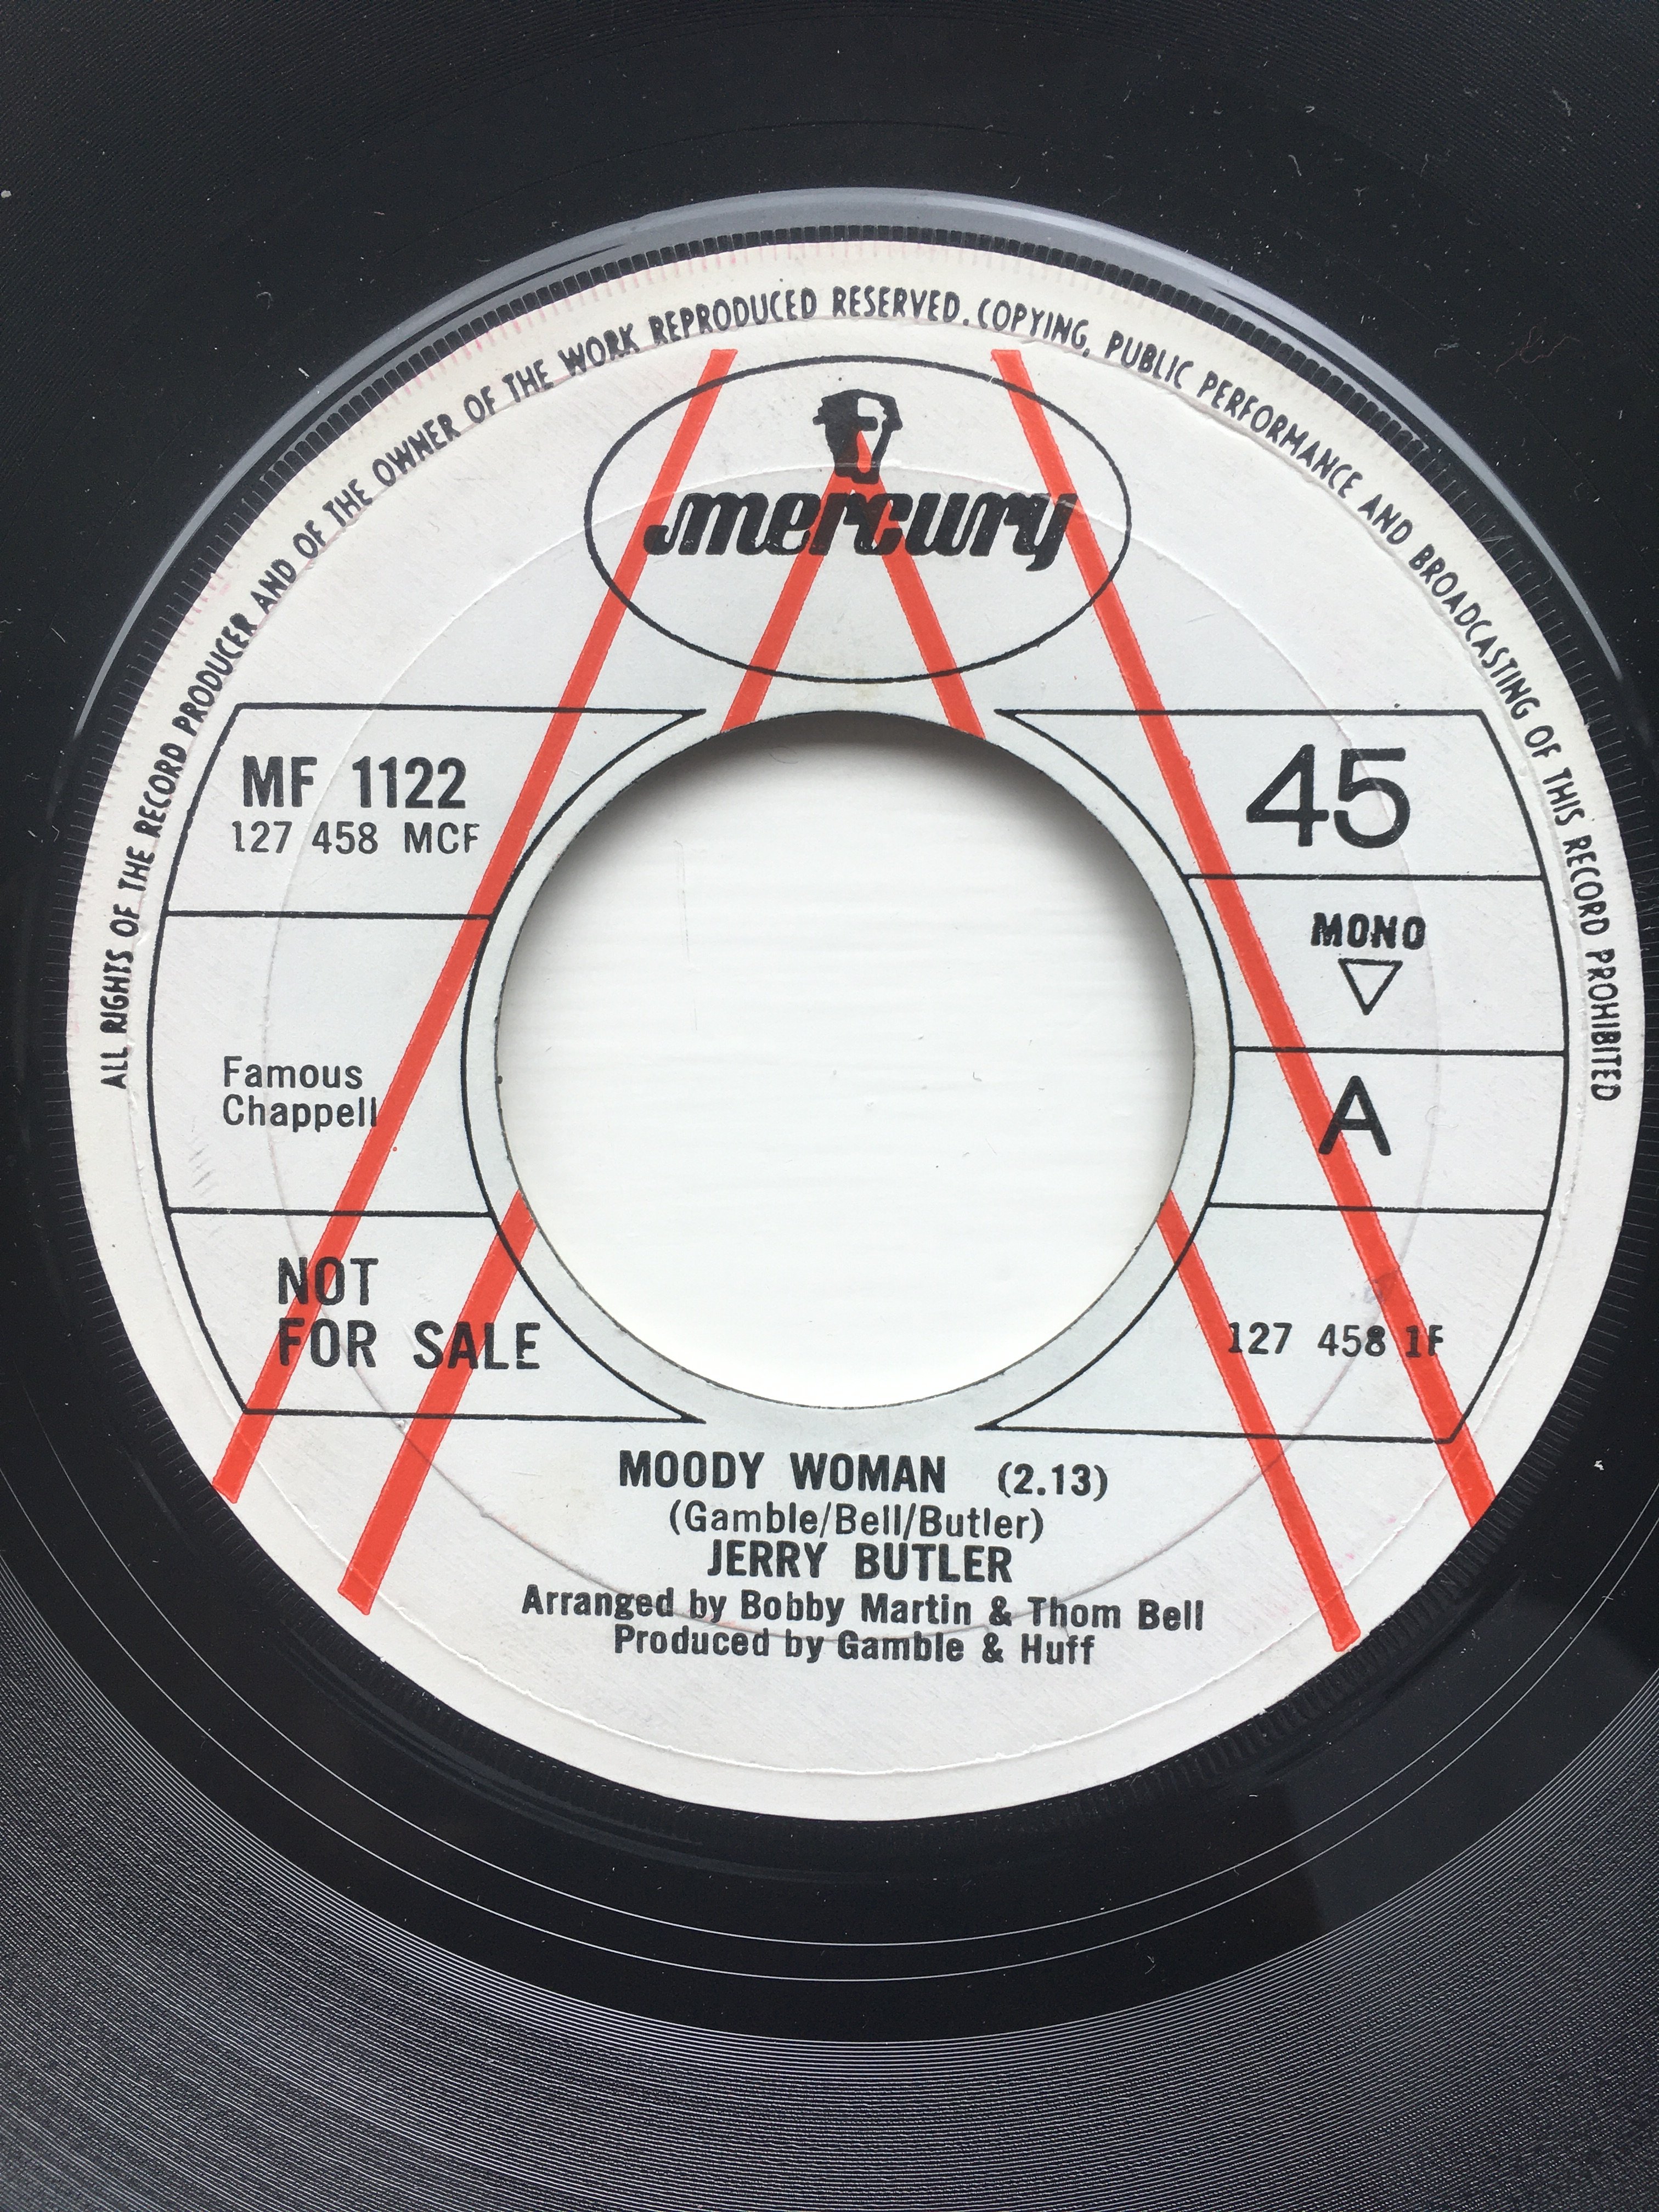 ALL RIGHTS OF THE RECORD PRODUCER AND OF THE OWNER OF THE WORK REPRODUCED RESERVED. COPYING, PUBLIC PERFORMANCE AND BROADCASTING OF THIS RECORD PROHIBITED
mercury
MF 1122
127 458 MCF
Famous
Chappell
NOT
FOR SALE
45
MONO
A
127 458 1F
MOODY WOMAN (2.13)
(Gamble/Bell/Butler)
JERRY BUTLER
Arranged by Bobby Martin & Thom Bell
Produced by Gamble & Huff